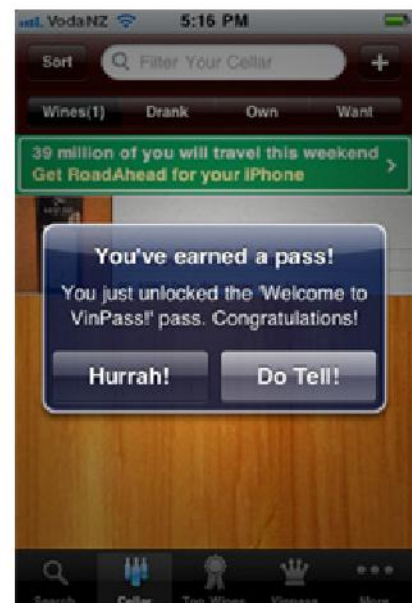 VodaNZ 5:16 PM
Sort Filter Your Cellar +
Wines(1) Drank Own Want
39 million of you will travel this weekend
Get RoadAhead for your iPhone >
You've earned a pass!
You just unlocked the 'Welcome to
VinPass!' pass. Congratulations!
Hurrah! Do Tell!
Search Cellar Top Wines Vinpass More